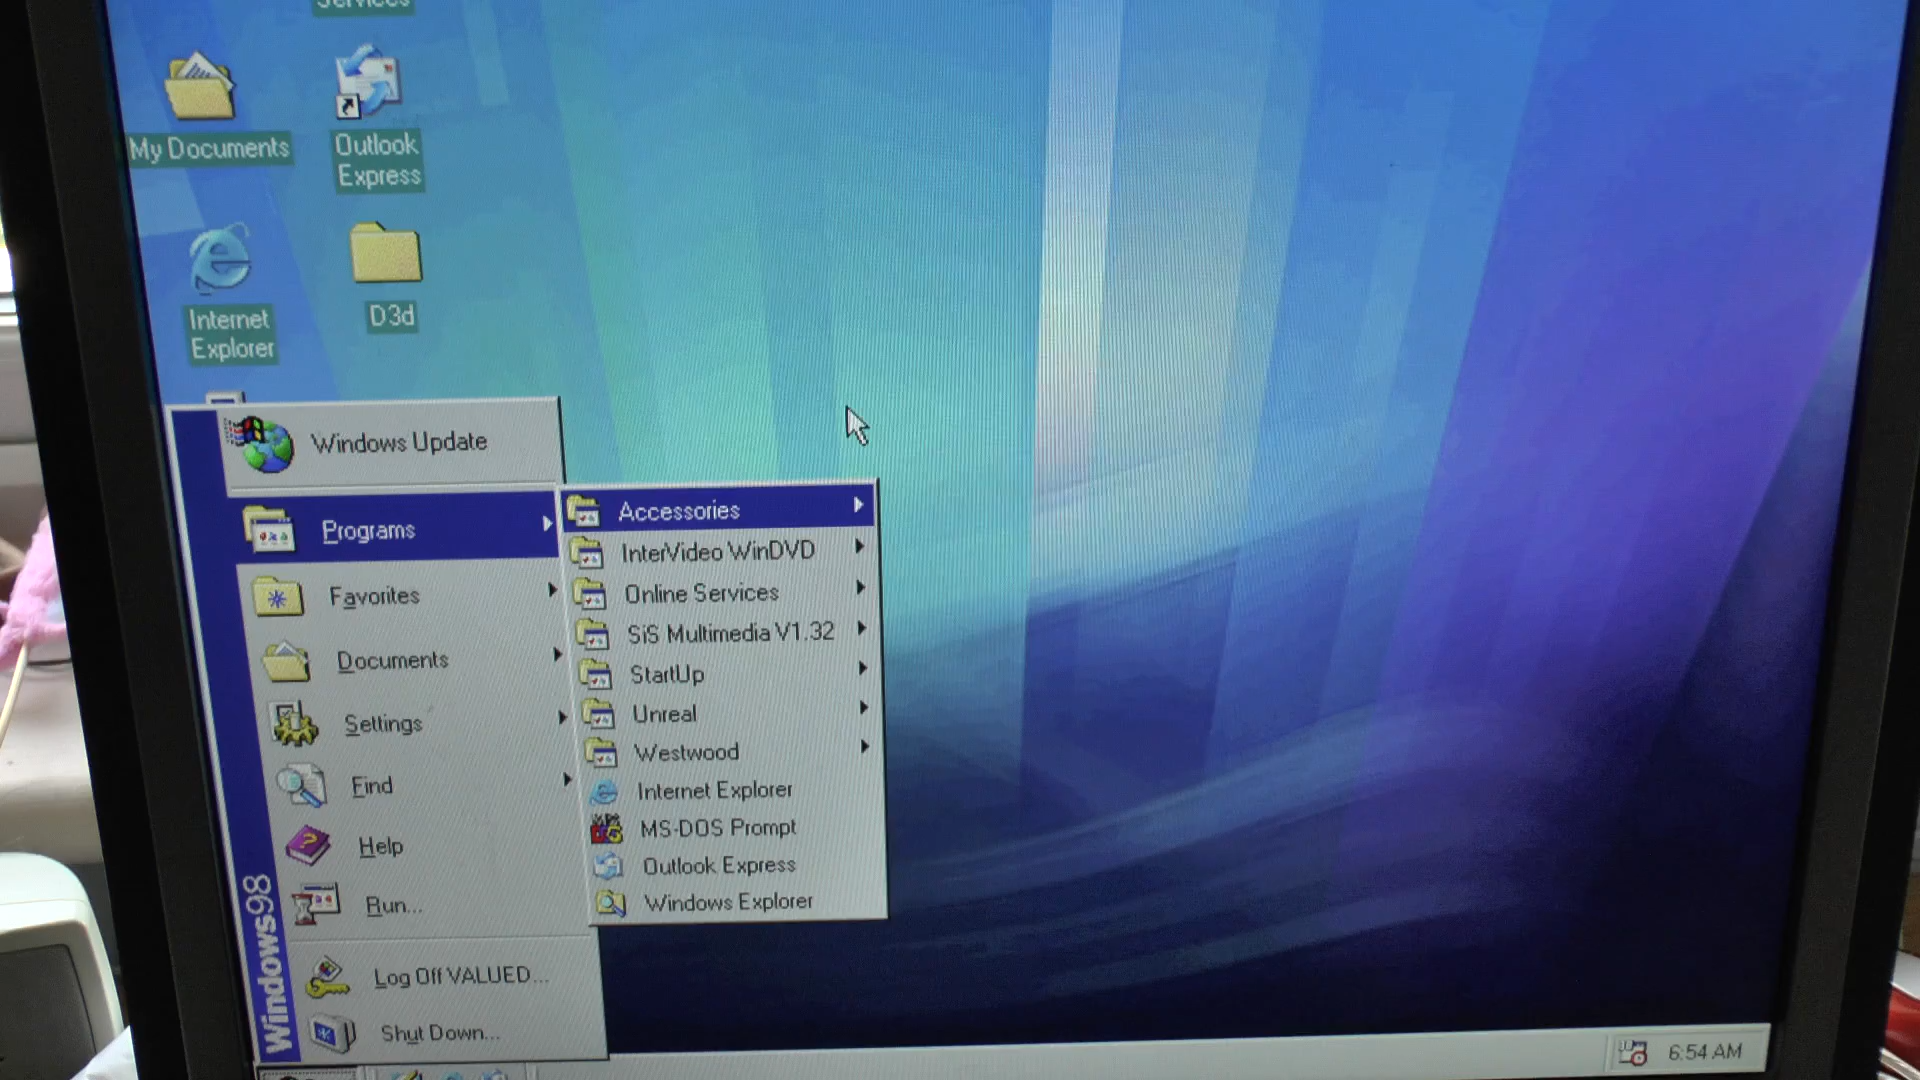 Services
My Documents
Outlook
Express
Internet
Explorer
D3d
Windows Update
Programs
Favorites
Documents
Settings
Find
Help
Run...
Log Off VALUED...
Shut Down...
Windows98
Accessories
InterVideo WinDVD
Online Services
SiS Multimedia V1.32
StartUp
Unreal
Westwood
Internet Explorer
MS-DOS Prompt
Outlook Express
Windows Explorer
6:54 AM